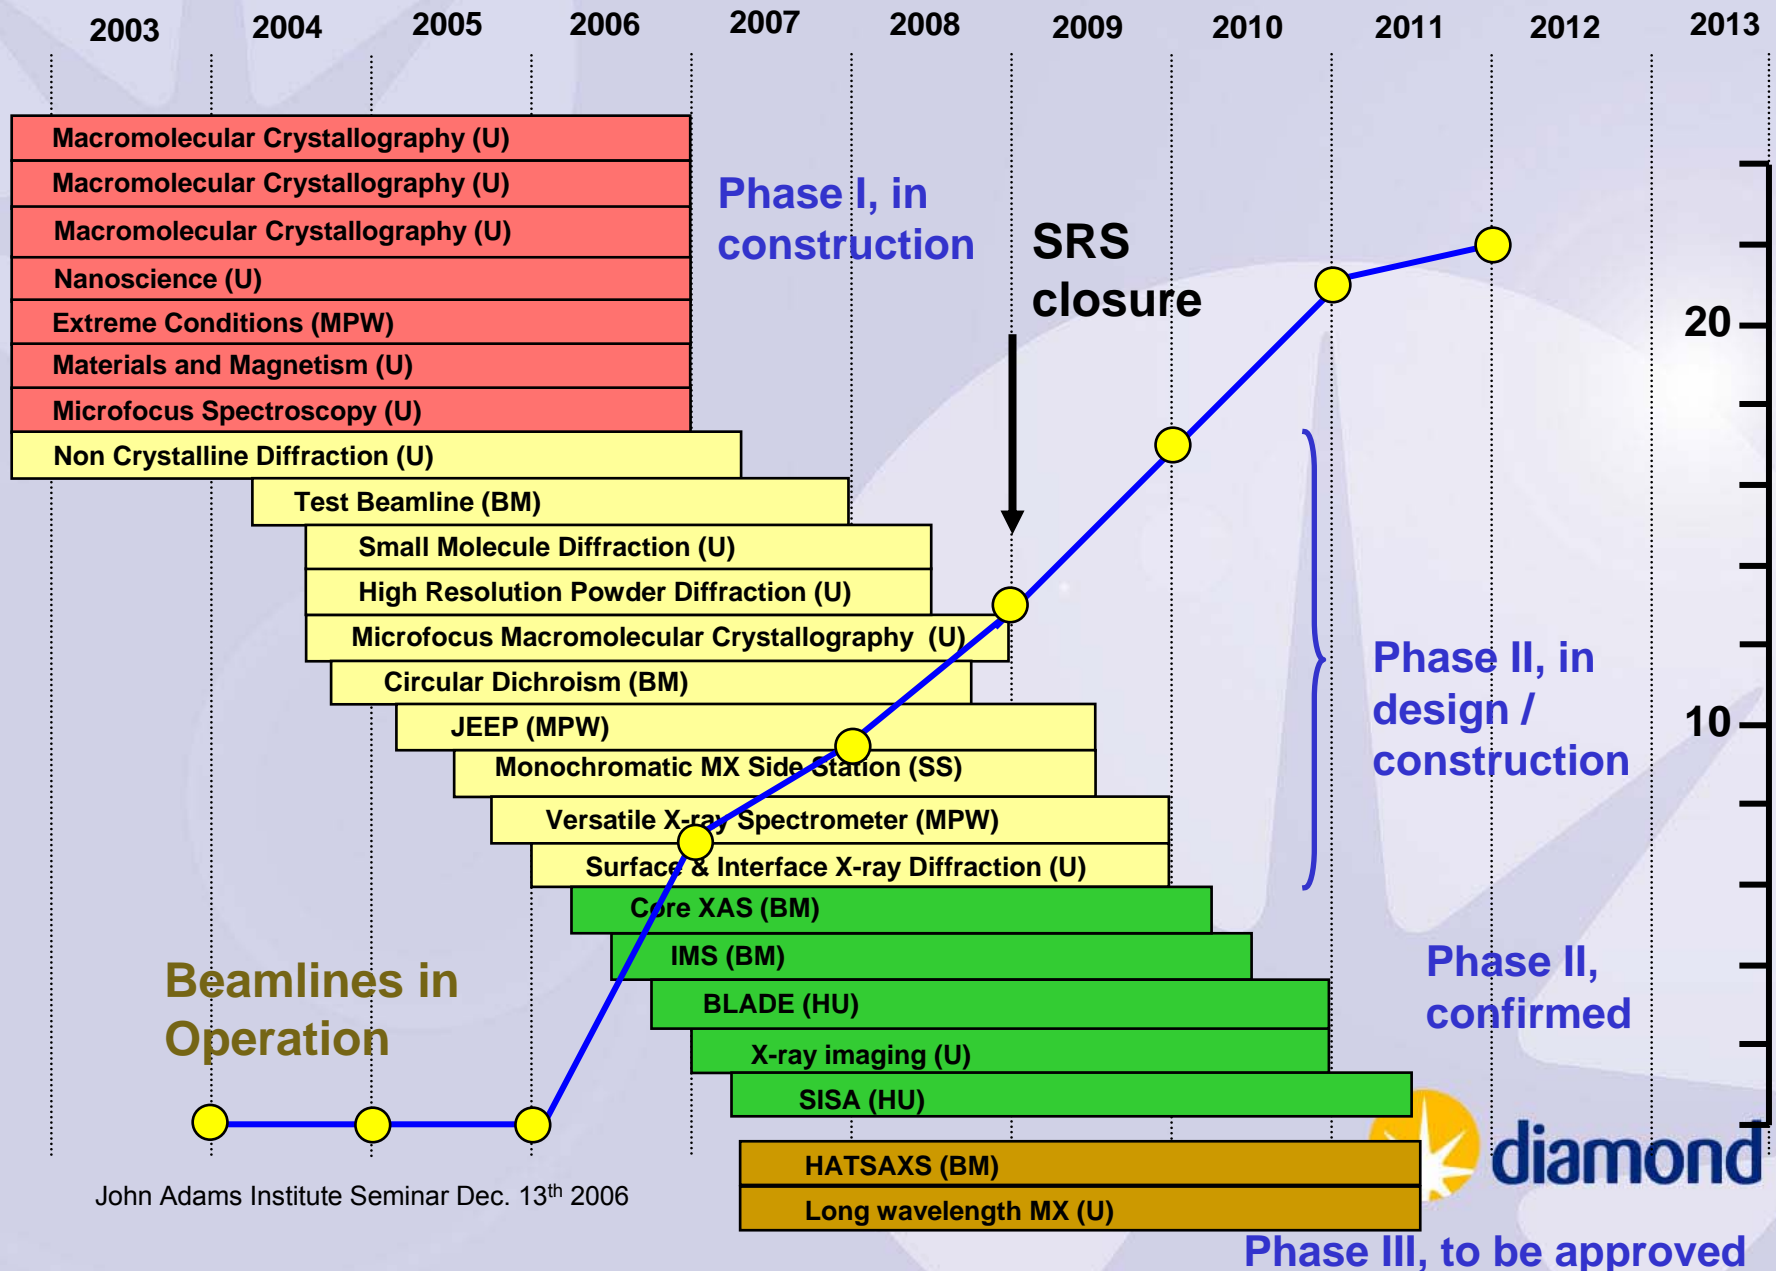 2003 2004 2005 2006 2007 2008 2009 2010 2011 2012 2013
Macromolecular Crystallography (U)
Macromolecular Crystallography (U)
Macromolecular Crystallography (U)
Nanoscience (U)
Extreme Conditions (MPW)
Materials and Magnetism (U)
Microfocus Spectroscopy (U)
Non Crystalline Diffraction (U)
Test Beamline (BM)
Small Molecule Diffraction (U)
High Resolution Powder Diffraction (U)
Microfocus Macromolecular Crystallography (U)
Circular Dichroism (BM)
JEEP (MPW)
Monochromatic MX Side Station (SS)
Versatile X-ray Spectrometer (MPW)
Surface & Interface X-ray Diffraction (U)
Core XAS (BM)
IMS (BM)
BLADE (HU)
X-ray imaging (U)
SISA (HU)
HATSAXS (BM)
Long wavelength MX (U)
Phase I, in
construction
SRS
closure
20
10
Phase II, in
design /
construction
Phase II,
confirmed
Beamlines in
Operation
diamond
John Adams Institute Seminar Dec. 13th 2006
Phase III, to be approved